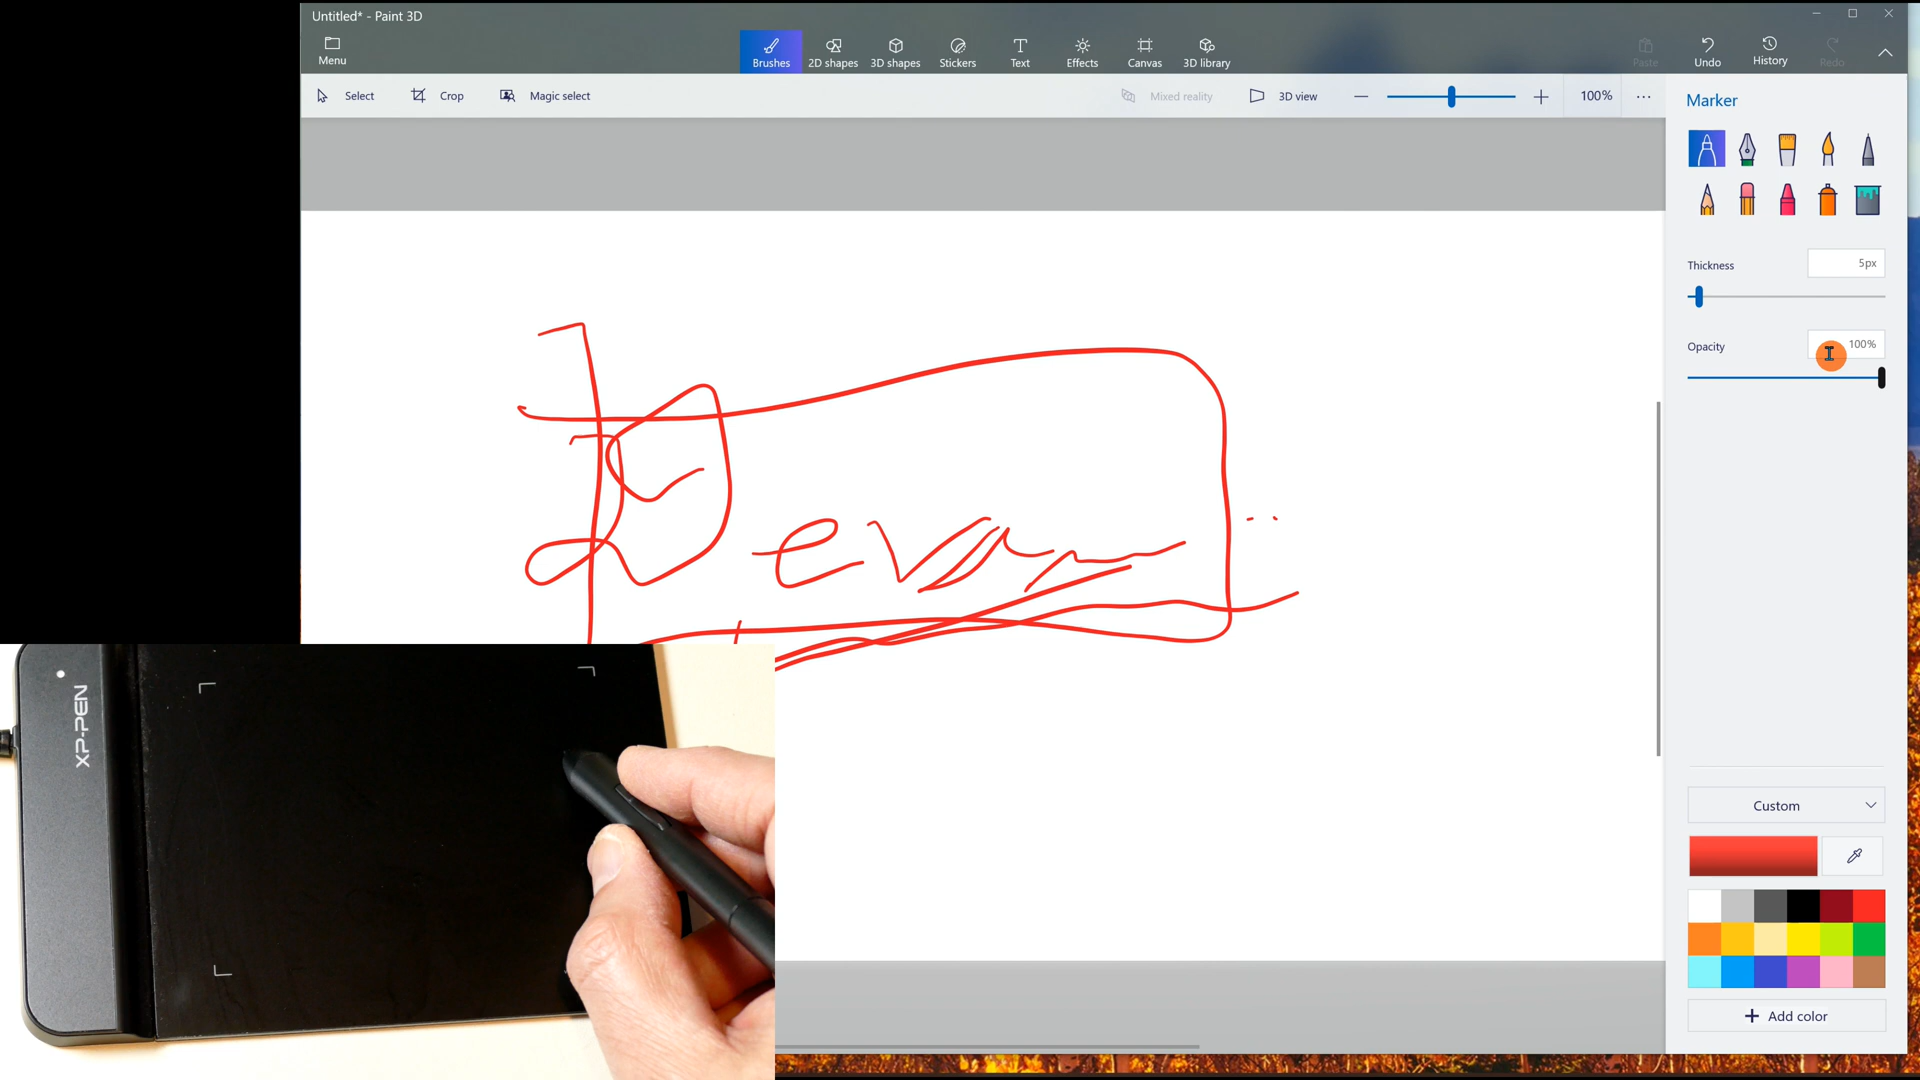 Untitled* - Paint 3D
Menu
Brushes 2D shapes 3D shapes Stickers Text Effects Canvas 3D library
Paste Undo History Redo
Select Crop Magic select
Mixed reality 3D view 100%
Marker
Thickness 5px
Opacity 100%
Custom
Add color
XP-PEN